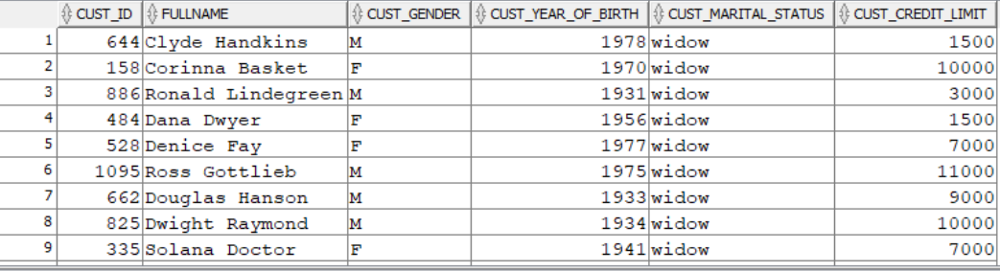 CUST_ID FULLNAME CUST_GENDER CUST_YEAR_OF_BIRTH CUST_MARITAL_STATUS CUST_CREDIT_LIMIT
1 644 Clyde Handkins M 1978 widow 1500
2 158 Corinna Basket F 1970 widow 10000
3 886 Ronald Lindegreen M 1931 widow 3000
4 484 Dana Dwyer F 1956 widow 1500
5 528 Denice Fay F 1977 widow 7000
6 1095 Ross Gottlieb M 1975 widow 11000
7 662 Douglas Hanson M 1933 widow 9000
8 825 Dwight Raymond M 1934 widow 10000
9 335 Solana Doctor F 1941 widow 7000